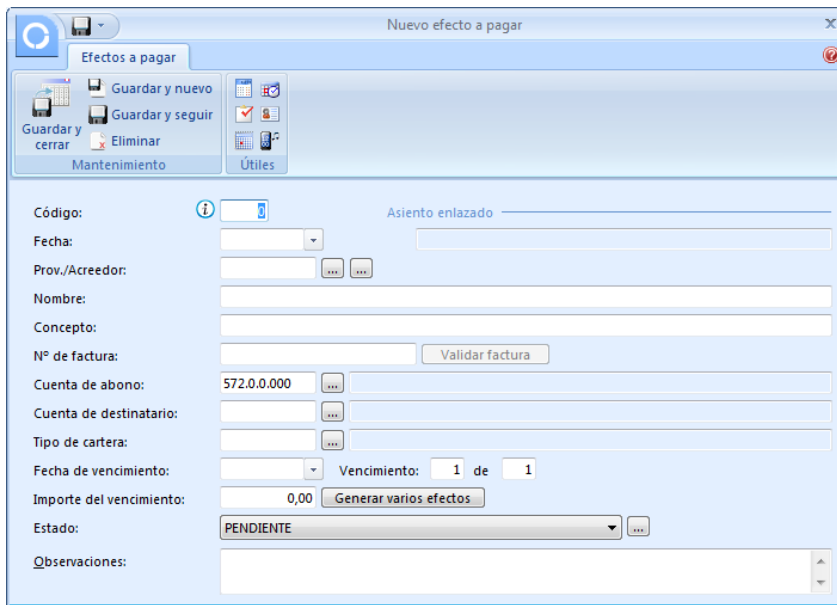 Nuevo efecto a pagar
Efectos a pagar
Guardar y cerrar
Guardar y nuevo
Guardar y seguir
Eliminar
Mantenimiento
Útiles
Código: 0
Asiento enlazado
Fecha:
Prov./Acreedor: ... ...
Nombre:
Concepto:
Nº de factura: Validar factura
Cuenta de abono: 572.0.0.000 ...
Cuenta de destinatario: ...
Tipo de cartera: ...
Fecha de vencimiento: Vencimiento: 1 de 1
Importe del vencimiento: 0,00 Generar varios efectos
Estado: PENDIENTE ...
Observaciones: